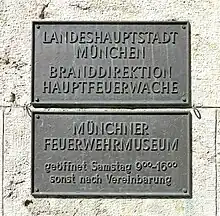 LANDESHAUPTSTADT
MÜNCHEN
BRANDDIREKTION
HAUPTFEUERWACHE
MÜNCHNER
FEUERWEHRMUSEUM
geöffnet Samstag 9⁰⁰-16⁰⁰
sonst nach Vereinbarung